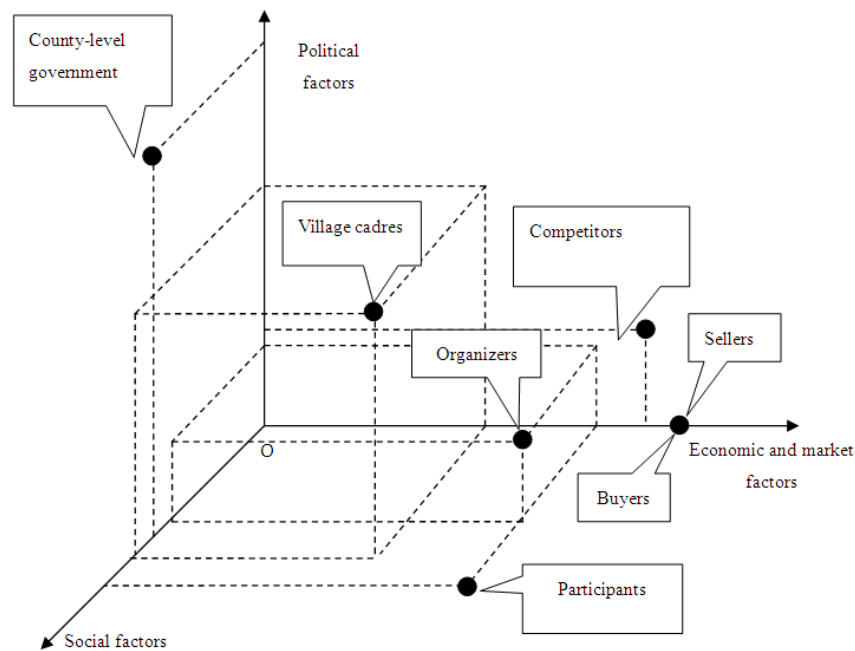 County-level
government
Political
factors
Village cadres
Competitors
Organizers
Sellers
O
Economic and market
factors
Buyers
Participants
Social factors